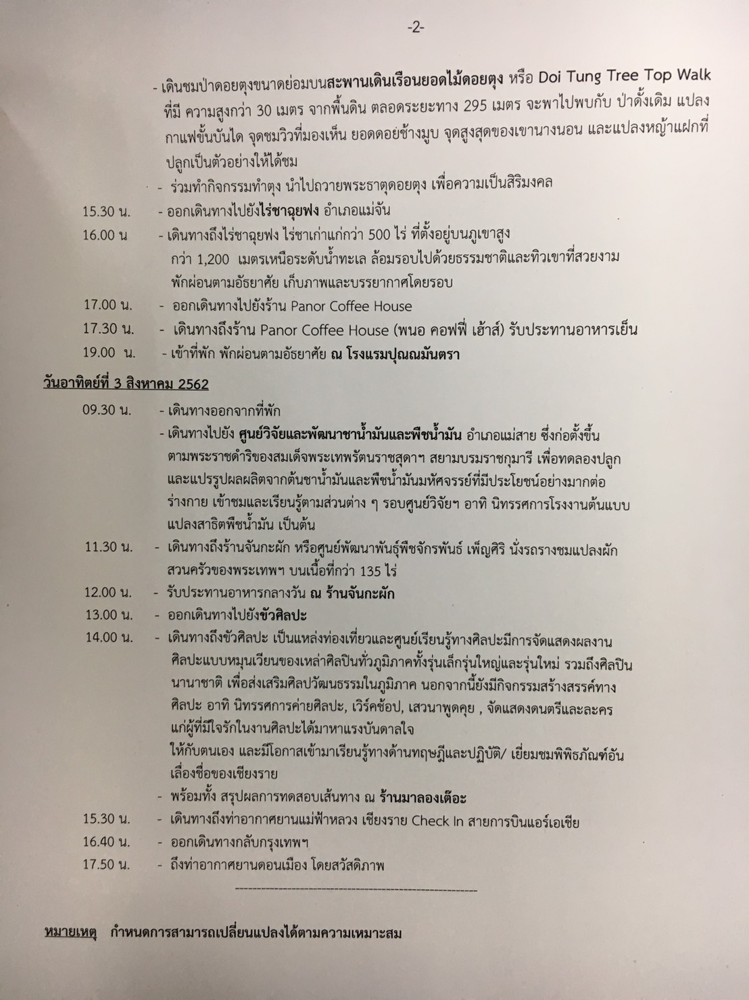 -2-
- เดินชมป่าดอยตุงขนาดย่อมบนสะพานเดินเรือนยอดไม้ดอยตุง หรือ Doi Tung Tree Top Walk
ที่มี ความสูงกว่า 30 เมตร จากพื้นดิน ตลอดระยะทาง 295 เมตร จะพาไปพบกับ ป่าดั้งเดิม แปลง
กาแฟขั้นบันได จุดชมวิวที่มองเห็น ยอดดอยช้างมูบ จุดสูงสุดของเขานางนอน และแปลงหญ้าแฝกที่
ปลูกเป็นตัวอย่างให้ได้ชม
- ร่วมทำกิจกรรมทำตุง นำไปถวายพระธาตุดอยตุง เพื่อความเป็นสิริมงคล
15.30 น. - ออกเดินทางไปยังไร่ชาฉุยฟง อำเภอแม่จัน
16.00 น - เดินทางถึงไร่ชาฉุยฟง ไร่ชาเก่าแก่กว่า 500 ไร่ ที่ตั้งอยู่บนภูเขาสูง
กว่า 1,200 เมตรเหนือระดับน้ำทะเล ล้อมรอบไปด้วยธรรมชาติและทิวเขาที่สวยงาม
พักผ่อนตามอัธยาศัย เก็บภาพและบรรยากาศโดยรอบ
17.00 น. - ออกเดินทางไปยังร้าน Panor Coffee House
17.30 น. - เดินทางถึงร้าน Panor Coffee House (พนอ คอฟฟี่ เฮ้าส์) รับประทานอาหารเย็น
19.00 น. - เข้าที่พัก พักผ่อนตามอัธยาศัย ณ โรงแรมปุณณมันตรา
วันอาทิตย์ที่ 3 สิงหาคม 2562
09.30 น. - เดินทางออกจากที่พัก
- เดินทางไปยัง ศูนย์วิจัยและพัฒนาชาน้ำมันและพืชน้ำมัน อำเภอแม่สาย ซึ่งก่อตั้งขึ้น
ตามพระราชดำริของสมเด็จพระเทพรัตนราชสุดาฯ สยามบรมราชกุมารี เพื่อทดลองปลูก
และแปรรูปผลผลิตจากต้นชาน้ำมันและพืชน้ำมันมหัศจรรย์ที่มีประโยชน์อย่างมากต่อ
ร่างกาย เข้าชมและเรียนรู้ตามส่วนต่าง ๆ รอบศูนย์วิจัยฯ อาทิ นิทรรศการโรงงานต้นแบบ
แปลงสาธิตพืชน้ำมัน เป็นต้น
11.30 น. - เดินทางถึงร้านจันกะผัก หรือศูนย์พัฒนาพันธุ์พืชจักรพันธ์ เพ็ญศิริ นั่งรถรางชมแปลงผัก
สวนครัวของพระเทพฯ บนเนื้อที่กว่า 135 ไร่
12.00 น. - รับประทานอาหารกลางวัน ณ ร้านจันกะผัก
13.00 น. - ออกเดินทางไปยังขัวศิลปะ
14.00 น. - เดินทางถึงขัวศิลปะ เป็นแหล่งท่องเที่ยวและศูนย์เรียนรู้ทางศิลปะมีการจัดแสดงผลงาน
ศิลปะแบบหมุนเวียนของเหล่าศิลปินทั่วภูมิภาคทั้งรุ่นเล็กรุ่นใหญ่และรุ่นใหม่ รวมถึงศิลปิน
นานาชาติ เพื่อส่งเสริมศิลปวัฒนธรรมในภูมิภาค นอกจากนี้ยังมีกิจกรรมสร้างสรรค์ทาง
ศิลปะ อาทิ นิทรรศการค่ายศิลปะ, เวิร์คช้อป, เสวนาพูดคุย , จัดแสดงดนตรีและละคร
แก่ผู้ที่มีใจรักในงานศิลปะได้มาหาแรงบันดาลใจ
ให้กับตนเอง และมีโอกาสเข้ามาเรียนรู้ทางด้านทฤษฎีและปฏิบัติ/ เยี่ยมชมพิพิธภัณฑ์อัน
เลื่องชื่อของเชียงราย
- พร้อมทั้ง สรุปผลการทดสอบเส้นทาง ณ ร้านมาลองเต๊อะ
15.30 น. - เดินทางถึงท่าอากาศยานแม่ฟ้าหลวง เชียงราย Check In สายการบินแอร์เอเชีย
16.40 น. - ออกเดินทางกลับกรุงเทพฯ
17.50 น. - ถึงท่าอากาศยานดอนเมือง โดยสวัสดิภาพ
หมายเหตุ กำหนดการสามารถเปลี่ยนแปลงได้ตามความเหมาะสม